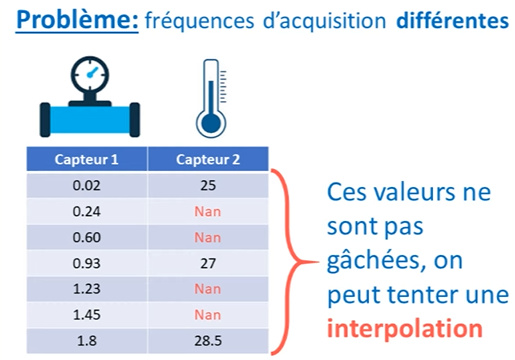 Problème: fréquences d’acquisition différentes
Capteur 1 Capteur 2
0.02 25
0.24 Nan
0.60 Nan
0.93 27
1.23 Nan
1.45 Nan
1.8 28.5
Ces valeurs ne
sont pas
gâchées, on
peut tenter une
interpolation